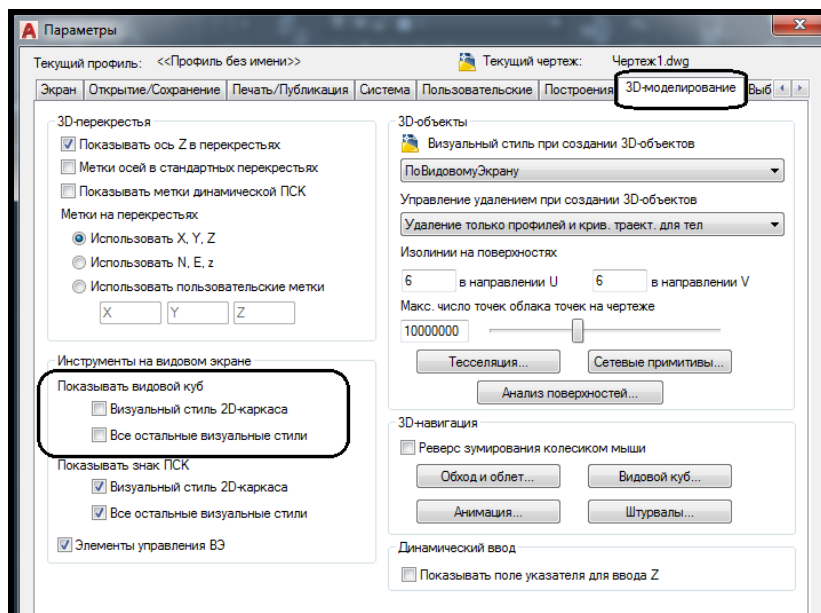 A Параметры
Текущий профиль: <<Профиль без имени>> Текущий чертеж: Чертеж1.dwg
Экран Открытие/Сохранение Печать/Публикация Система Пользовательские Построения 3D-моделирование Выб
3D-перекрестья
Показывать ось Z в перекрестьях
Метки осей в стандартных перекрестьях
Показывать метки динамической ПСК
Метки на перекрестьях
Использовать X, Y, Z
Использовать N, E, z
Использовать пользовательские метки
X Y Z
Инструменты на видовом экране
Показывать видовой куб
Визуальный стиль 2D-каркаса
Все остальные визуальные стили
Показывать знак ПСК
Визуальный стиль 2D-каркаса
Все остальные визуальные стили
Элементы управления ВЭ
3D-объекты
Визуальный стиль при создании 3D-объектов
ПоВидовомуЭкрану
Управление удалением при создании 3D-объектов
Удаление только профилей и крив. траект. для тел
Изолинии на поверхностях
6 в направлении U 6 в направлении V
Макс. число точек облака точек на чертеже
10000000
Тесселяция... Сетевые примитивы...
Анализ поверхностей...
3D-навигация
Реверс зумирования колесиком мыши
Обход и облет... Видовой куб...
Анимация... Штурвалы...
Динамический ввод
Показывать поле указателя для ввода Z